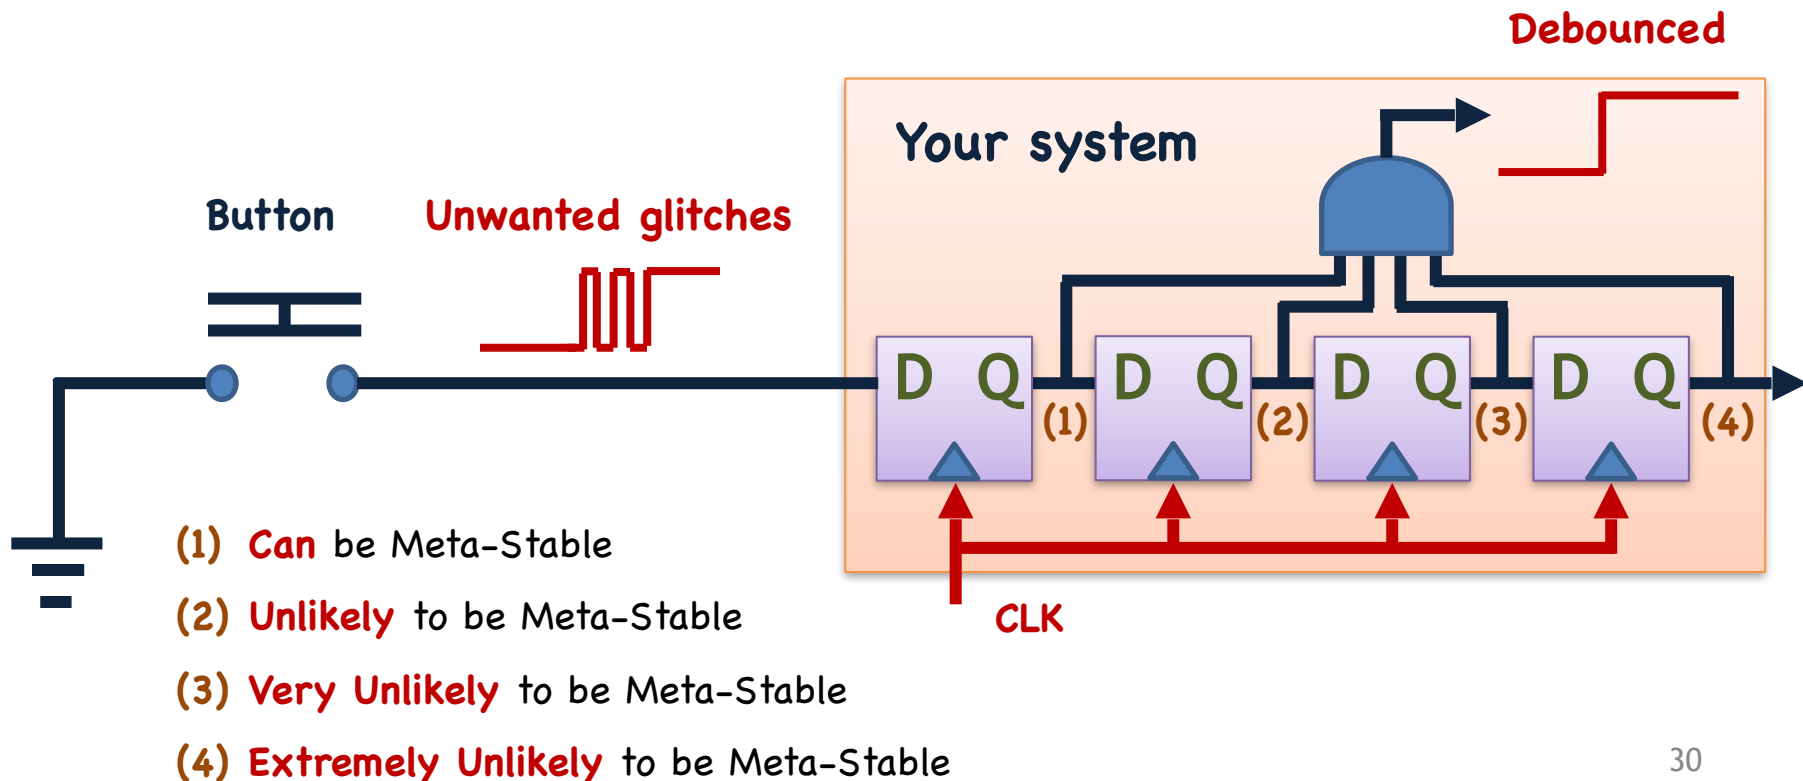 Debounced
Your system
Button
Unwanted glitches
D Q
D Q
D Q
D Q
(1)
(2)
(3)
(4)
(1) Can be Meta-Stable
(2) Unlikely to be Meta-Stable
CLK
(3) Very Unlikely to be Meta-Stable
(4) Extremely Unlikely to be Meta-Stable
30